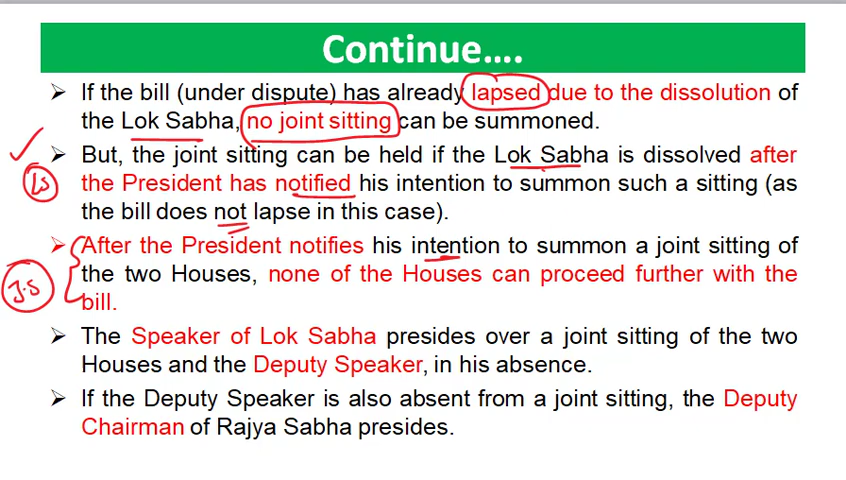 Continue….
➢ If the bill (under dispute) has already lapsed due to the dissolution of
the Lok Sabha, no joint sitting can be summoned.
➢ But, the joint sitting can be held if the Lok Sabha is dissolved after
LS
the President has notified his intention to summon such a sitting (as
the bill does not lapse in this case).
➢ After the President notifies his intention to summon a joint sitting of
J.S
the two Houses, none of the Houses can proceed further with the
bill.
➢ The Speaker of Lok Sabha presides over a joint sitting of the two
Houses and the Deputy Speaker, in his absence.
➢ If the Deputy Speaker is also absent from a joint sitting, the Deputy
Chairman of Rajya Sabha presides.